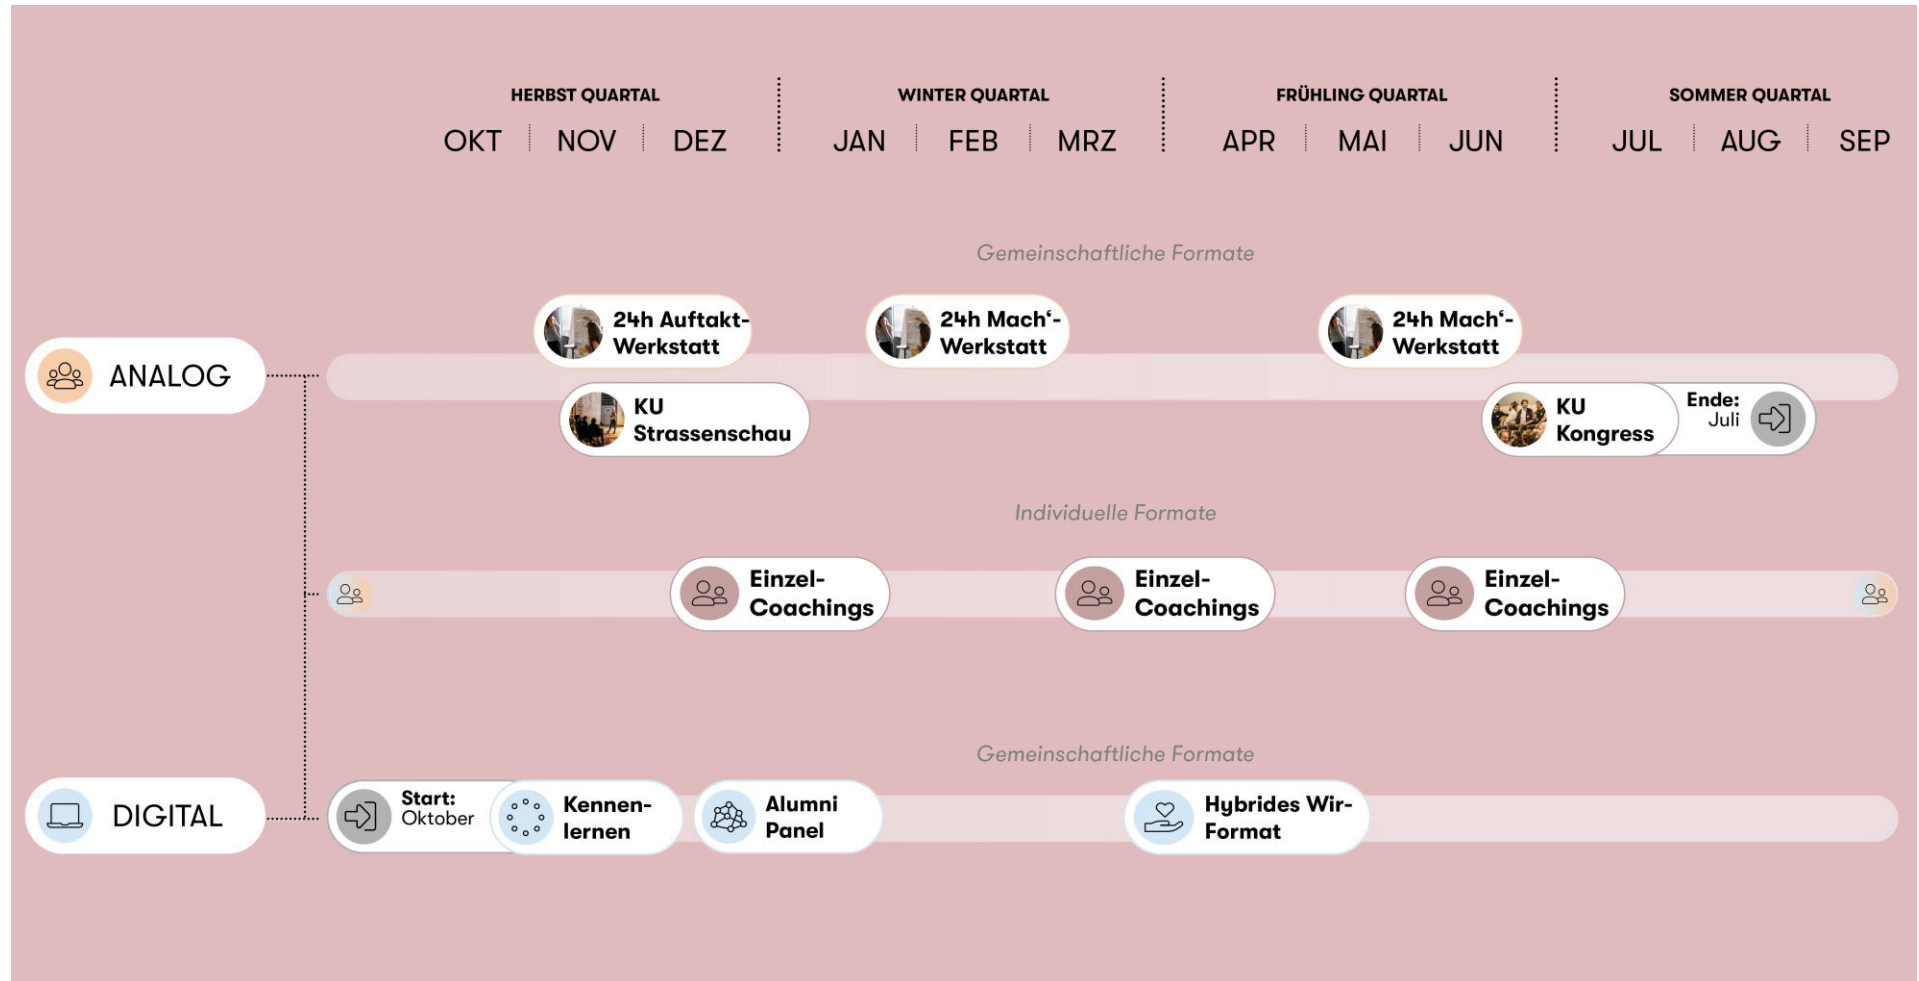 HERBST QUARTAL
WINTER QUARTAL
FRÜHLING QUARTAL
SOMMER QUARTAL
OKT
NOV
DEZ
JAN
FEB
MRZ
APR
MAI
JUN
JUL
AUG
SEP
Gemeinschaftliche Formate
ANALOG
24h Auftakt-
Werkstatt
24h Mach‘-
Werkstatt
24h Mach‘-
Werkstatt
KU
Strassenschau
KU
Kongress
Ende:
Juli
Individuelle Formate
Einzel-
Coachings
Einzel-
Coachings
Einzel-
Coachings
Gemeinschaftliche Formate
DIGITAL
Start:
Oktober
Kennen-
lernen
Alumni
Panel
Hybrides Wir-
Format